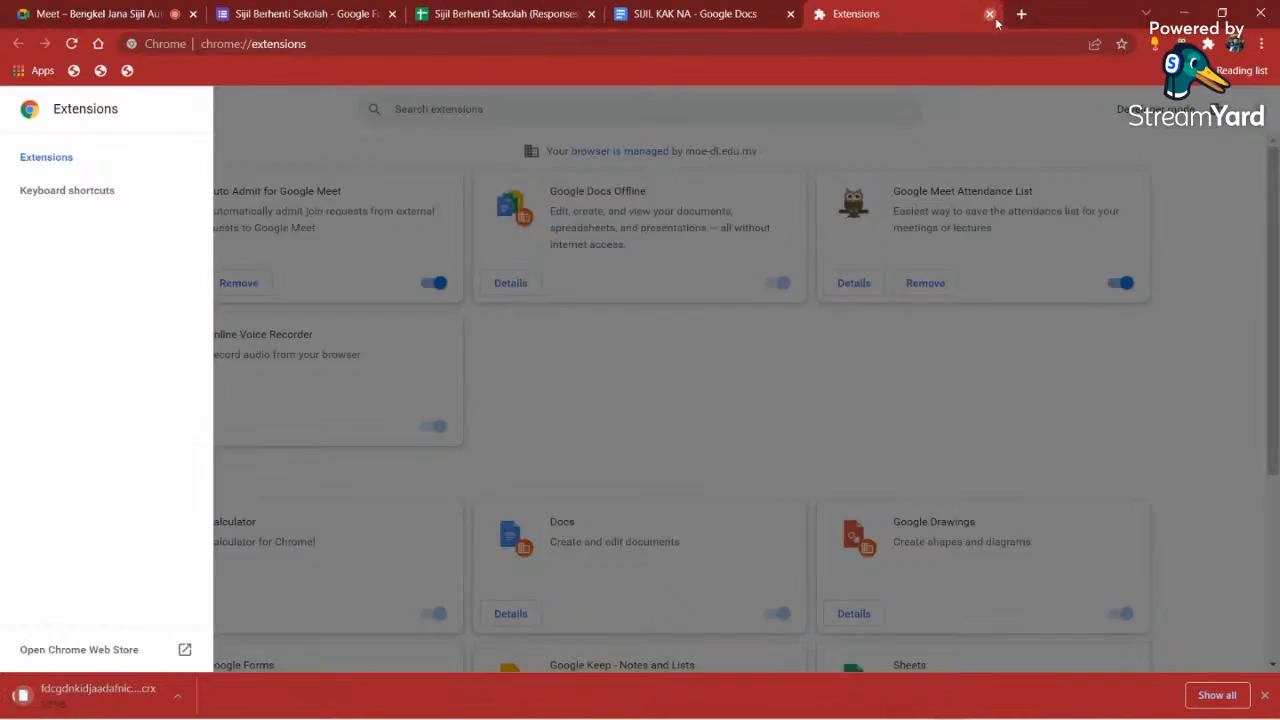 Meet – Bengkel Jana Sijil Aut
Sijil Berhenti Sekolah - Google Fo
Sijil Berhenti Sekolah (Responses
SIJIL KAK NA - Google Docs
Extensions
Powered by
StreamYard
Chrome
chrome://extensions
Apps
Reading list
Extensions
Search extensions
Extensions
Keyboard shortcuts
Your browser is managed by moe-dl.edu.my
uto Admit for Google Meet
utomatically admit join requests from external
uests to Google Meet
Remove
Google Docs Offline
Edit, create, and view your documents,
spreadsheets, and presentations — all without
internet access.
Details
Google Meet Attendance List
Easiest way to save the attendance list for your
meetings or lectures
Details
Remove
nline Voice Recorder
ecord audio from your browser
alculator
alculator for Chrome!
Docs
Create and edit documents
Details
Google Drawings
Create shapes and diagrams
Details
oogle Forms
Google Keep - Notes and Lists
Sheets
Open Chrome Web Store
fdcgdnkidjaadafnic....crx
Show all